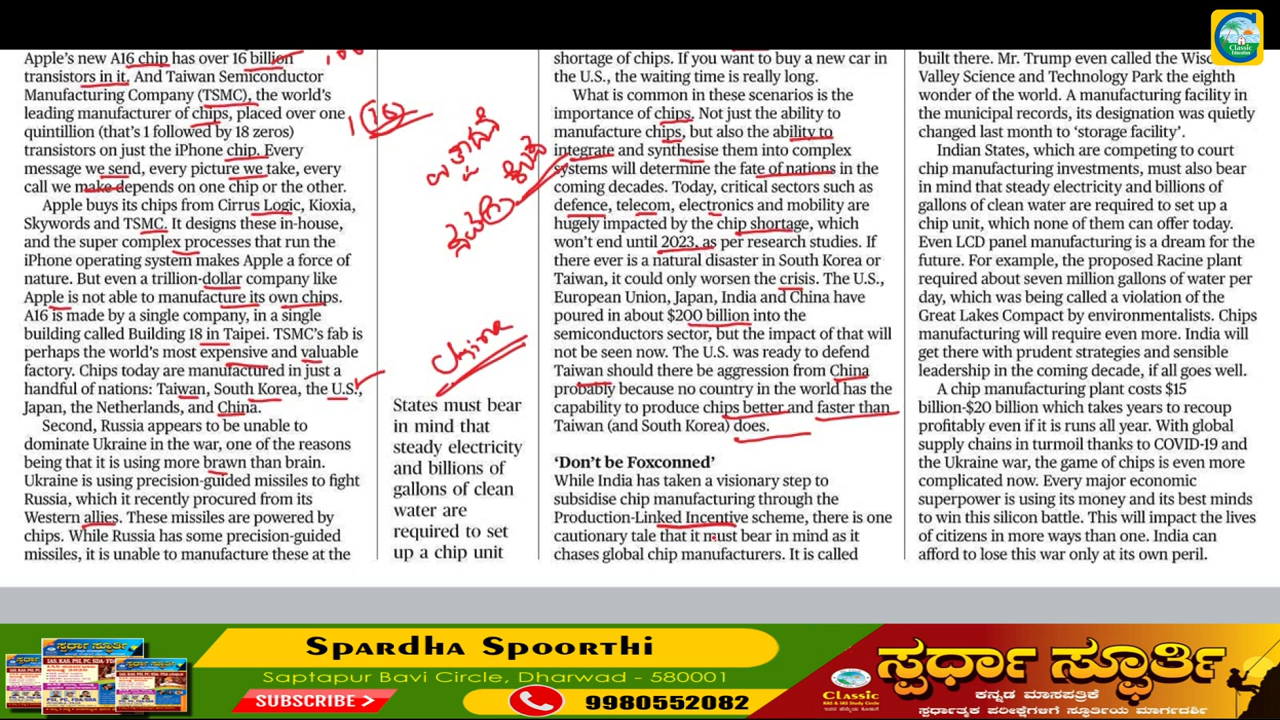 Apple's new A16 chip has over 16 billion
transistors in it. And Taiwan Semiconductor
Manufacturing Company (TSMC), the world's
leading manufacturer of chips, placed over one
quintillion (that's 1 followed by 18 zeros)
transistors on just the iPhone chip. Every
message we send, every picture we take, every
call we make depends on one chip or the other.
Apple buys its chips from Cirrus Logic, Kioxia,
Skywords and TSMC. It designs these in-house,
and the super complex processes that run the
iPhone operating system makes Apple a force of
nature. But even a trillion-dollar company like
Apple is not able to manufacture its own chips.
A16 is made by a single company, in a single
building called Building 18 in Taipei. TSMC's fab is
perhaps the world's most expensive and valuable
factory. Chips today are manufactured in just a
handful of nations: Taiwan, South Korea, the U.S.,
Japan, the Netherlands, and China.
Second, Russia appears to be unable to
dominate Ukraine in the war, one of the reasons
being that it is using more brawn than brain.
Ukraine is using precision-guided missiles to fight
Russia, which it recently procured from its
Western allies. These missiles are powered by
chips. While Russia has some precision-guided
missiles, it is unable to manufacture these at the
China
States must bear
in mind that
steady electricity
and billions of
gallons of clean
water are
required to set
up a chip unit
shortage of chips. If you want to buy a new car in
the U.S., the waiting time is really long.
What is common in these scenarios is the
importance of chips. Not just the ability to
manufacture chips, but also the ability to
integrate and synthesise them into complex
systems will determine the fate of nations in the
coming decades. Today, critical sectors such as
defence, telecom, electronics and mobility are
hugely impacted by the chip shortage, which
won't end until 2023, as per research studies. If
there ever is a natural disaster in South Korea or
Taiwan, it could only worsen the crisis. The U.S.,
European Union, Japan, India and China have
poured in about $200 billion into the
semiconductors sector, but the impact of that will
not be seen now. The U.S. was ready to defend
Taiwan should there be aggression from China
probably because no country in the world has the
capability to produce chips better and faster than
Taiwan (and South Korea) does.
'Don't be Foxconned'
While India has taken a visionary step to
subsidise chip manufacturing through the
Production-Linked Incentive scheme, there is one
cautionary tale that it must bear in mind as it
chases global chip manufacturers. It is called
built there. Mr. Trump even called the
Valley Science and Technology Park the eighth
wonder of the world. A manufacturing facility in
the municipal records, its designation was quietly
changed last month to 'storage facility'.
Indian States, which are competing to court
chip manufacturing investments, must also bear
in mind that steady electricity and billions of
gallons of clean water are required to set up a
chip unit, which none of them can offer today.
Even LCD panel manufacturing is a dream for the
future. For example, the proposed Racine plant
required about seven million gallons of water per
day, which was being called a violation of the
Great Lakes Compact by environmentalists. Chips
manufacturing will require even more. India will
get there with prudent strategies and sensible
leadership in the coming decade, if all goes well.
A chip manufacturing plant costs $15
billion-$20 billion which takes years to recoup
profitably even if it is runs all year. With global
supply chains in turmoil thanks to COVID-19 and
the Ukraine war, the game of chips is even more
complicated now. Every major economic
superpower is using its money and its best minds
to win this silicon battle. This will impact the lives
of citizens in more ways than one. India can
afford to lose this war only at its own peril.
Classic
Education
Spardha Spoorthi
Saptapur Bavi Circle, Dharwad - 580001
SUBSCRIBE
9980552082
ಸ್ಪರ್ಧಾ ಸ್ಫೂರ್ತಿ
ಕನ್ನಡ ಮಾಸಪತ್ರಿಕೆ
ಸ್ಪರ್ಧಾತ್ಮಕ ಪರೀಕ್ಷೆಗಳಿಗೆ ಸ್ಫೂರ್ತಿಯ ಮಾರ್ಗದರ್ಶಿ
Classic
KAS & IAS Study Circle